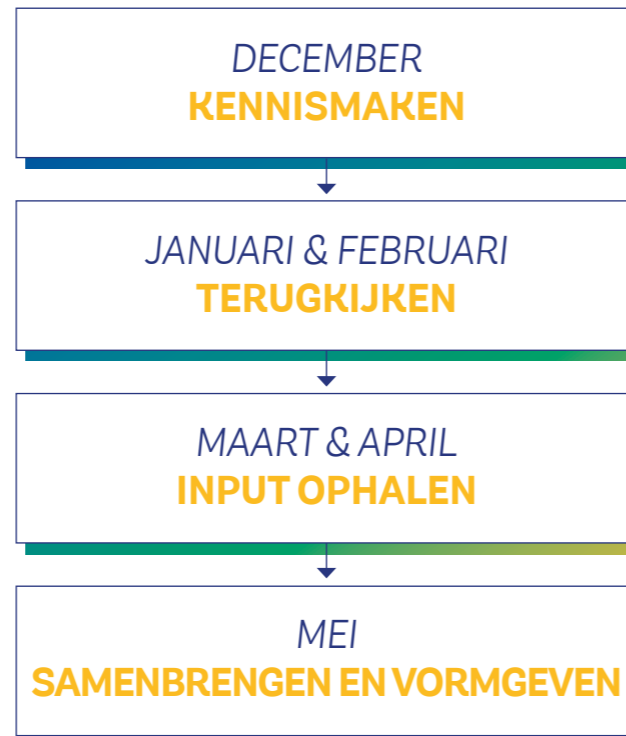 DECEMBER
KENNISMAKEN
JANUARI & FEBRUARI
TERUGKIJKEN
MAART & APRIL
INPUT OPHALEN
MEI
SAMENBRENGEN EN VORMGEVEN